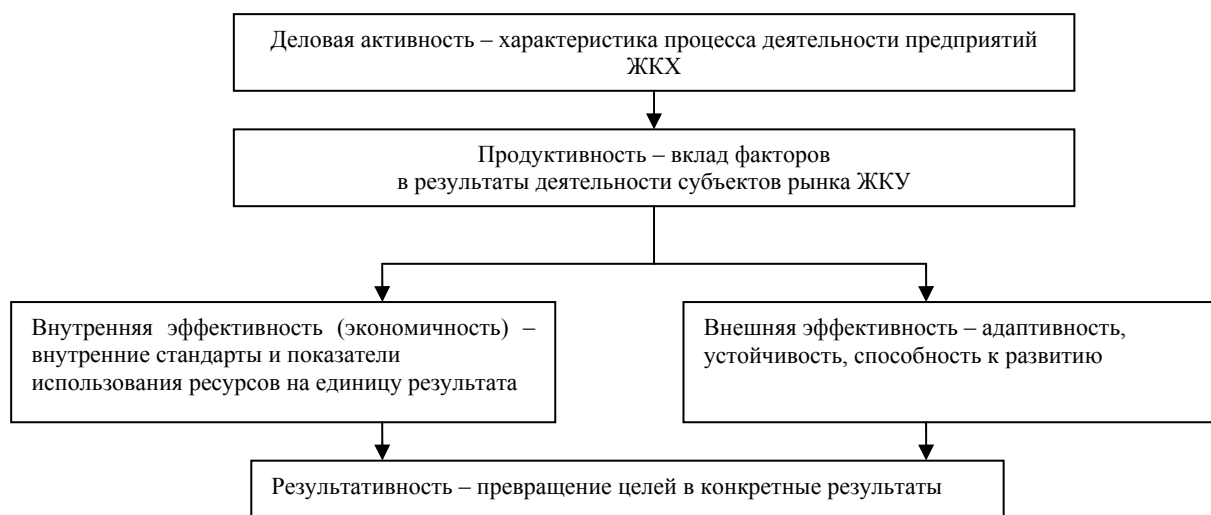 Деловая активность – характеристика процесса деятельности предприятий
ЖКХ
Продуктивность – вклад факторов
в результаты деятельности субъектов рынка ЖКУ
Внутренняя эффективность (экономичность) –
внутренние стандарты и показатели
использования ресурсов на единицу результата
Внешняя эффективность – адаптивность,
устойчивость, способность к развитию
Результативность – превращение целей в конкретные результаты